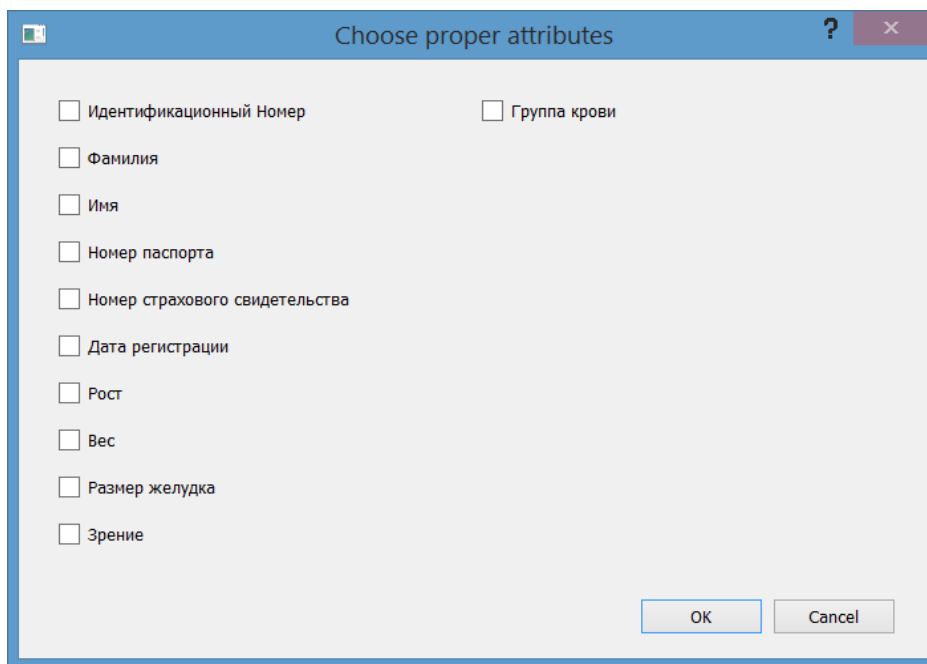 Choose proper attributes
Идентификационный Номер
Группа крови
Фамилия
Имя
Номер паспорта
Номер страхового свидетельства
Дата регистрации
Рост
Вес
Размер желудка
Зрение
OK
Cancel